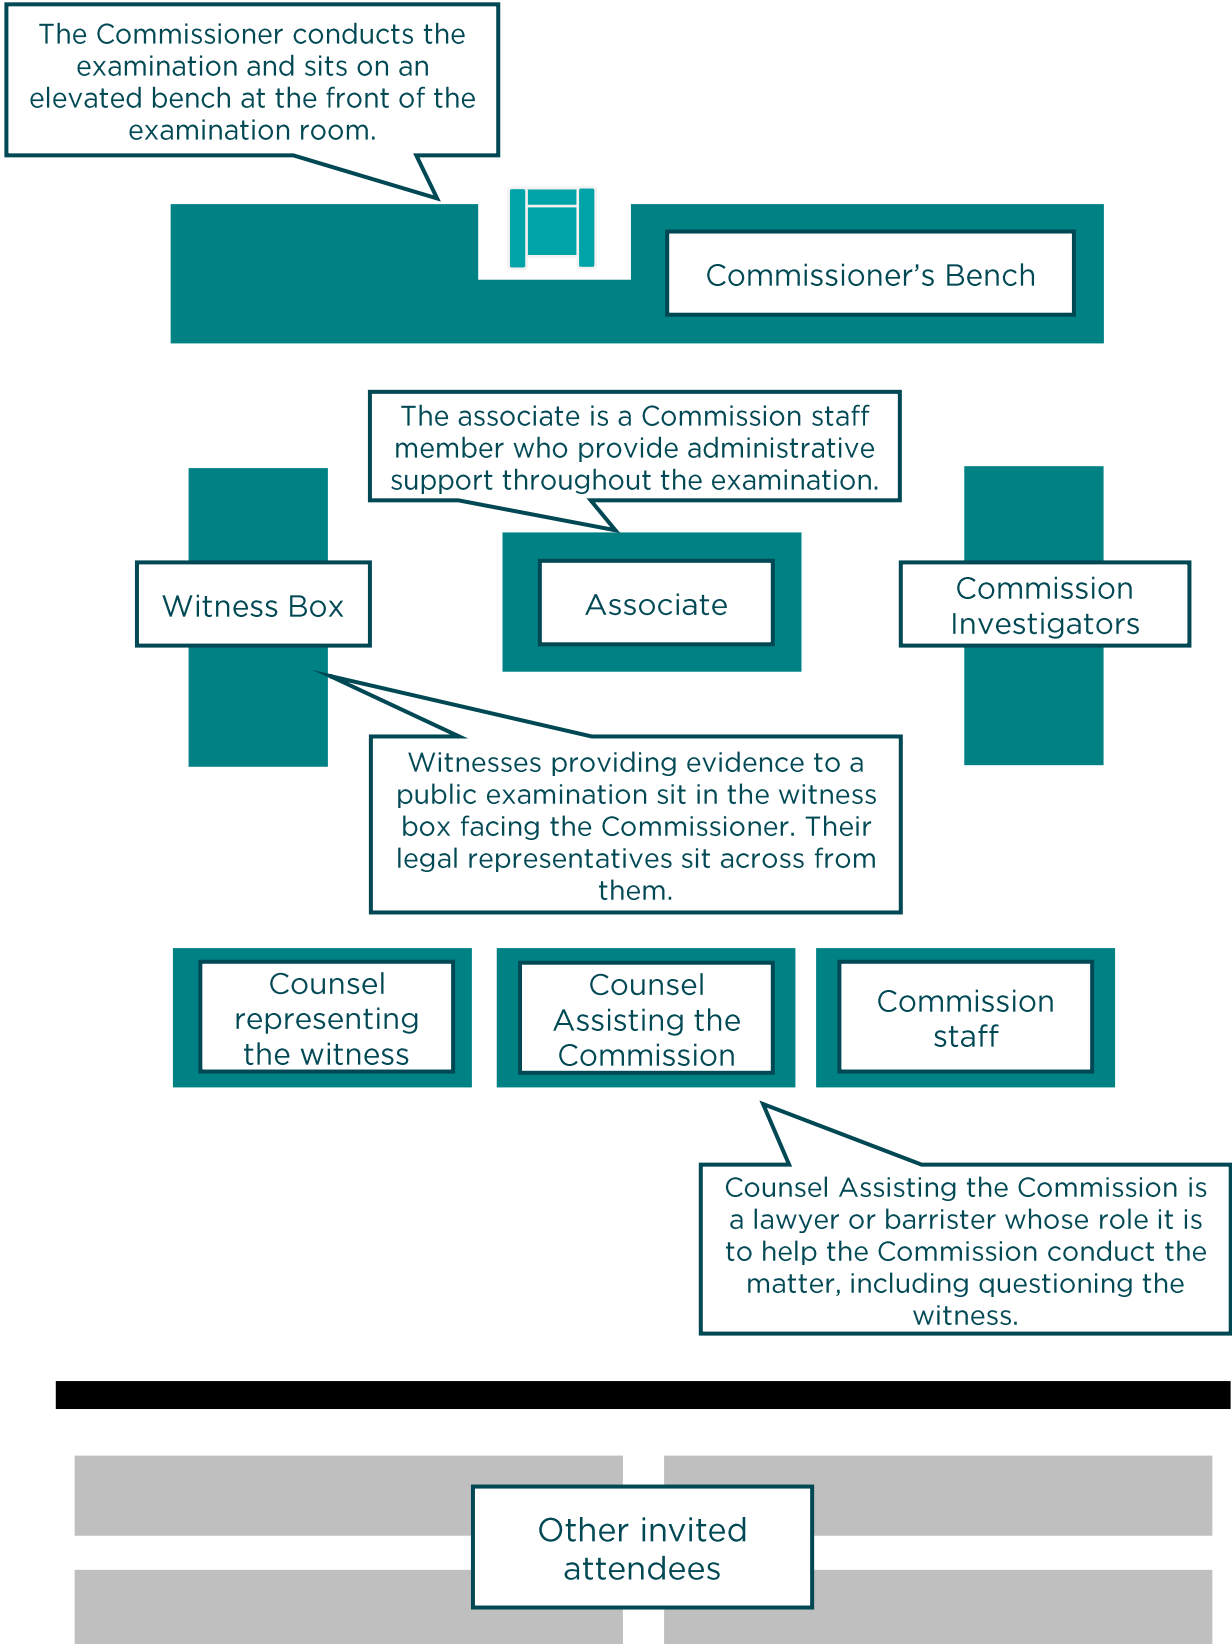 The Commissioner conducts the
examination and sits on an
elevated bench at the front of the
examination room.
Commissioner’s Bench
The associate is a Commission staff
member who provide administrative
support throughout the examination.
Witness Box
Associate
Commission
Investigators
Witnesses providing evidence to a
public examination sit in the witness
box facing the Commissioner. Their
legal representatives sit across from
them.
Counsel
representing
the witness
Counsel
Assisting the
Commission
Commission
staff
Counsel Assisting the Commission is
a lawyer or barrister whose role it is
to help the Commission conduct the
matter, including questioning the
witness.
Other invited
attendees